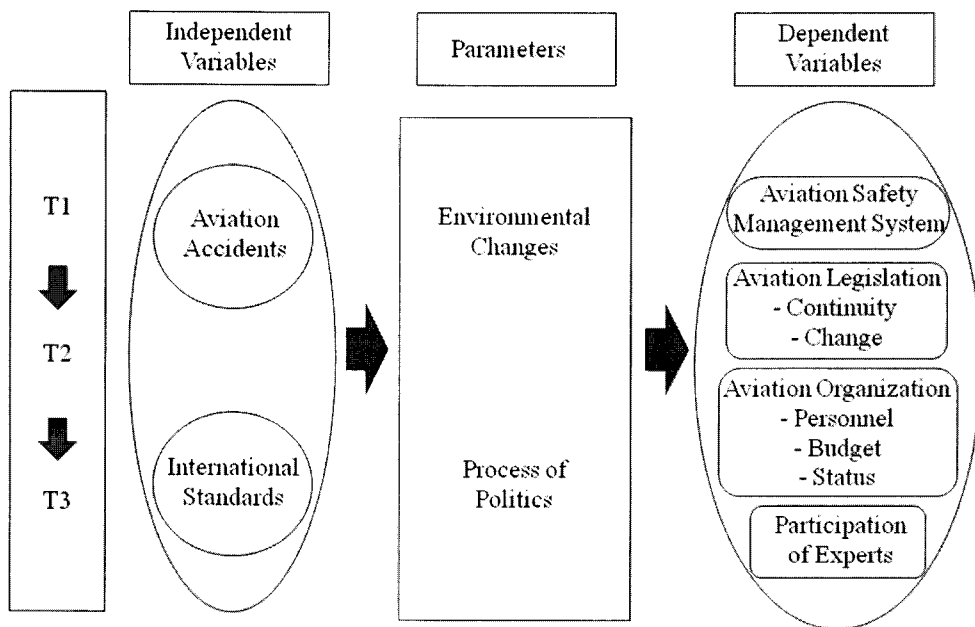 Independent
Variables
Parameters
Dependent
Variables
T1
T2
T3
Aviation
Accidents
International
Standards
Environmental
Changes
Process of
Politics
Aviation Safety
Management System
Aviation Legislation
- Continuity
- Change
Aviation Organization
- Personnel
- Budget
- Status
Participation
of Experts